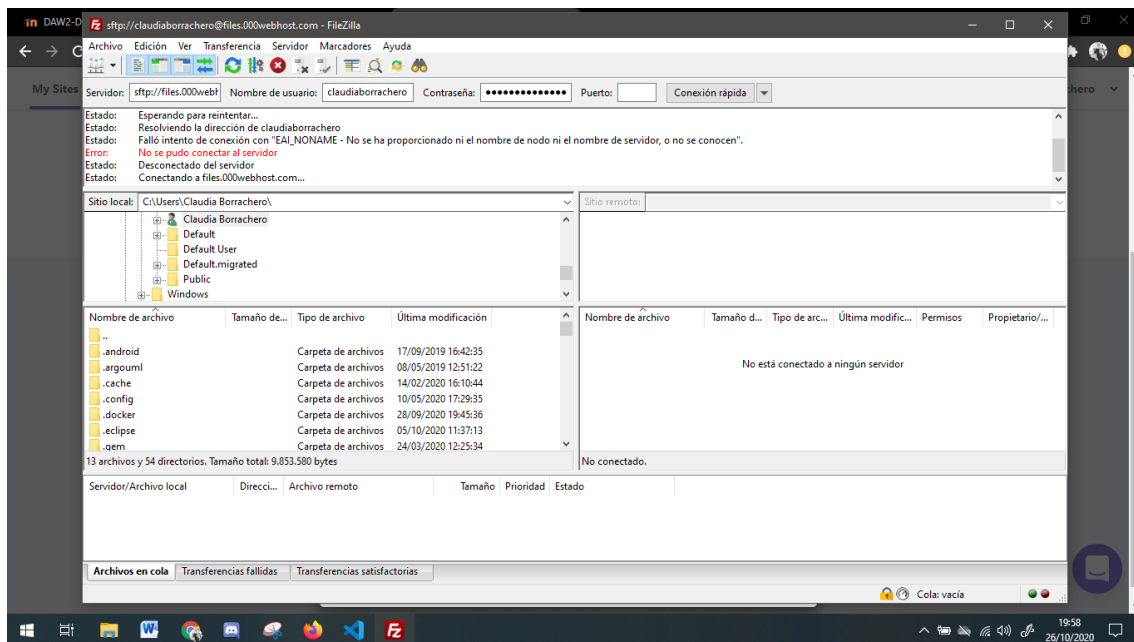 DAW2-D
sftp://claudiaborrachero@files.000webhost.com - FileZilla
Archivo Edición Ver Transferencia Servidor Marcadores Ayuda
My Sites
Servidor: sftp://files.000webh Nombre de usuario: claudiaborrachero Contraseña: ●●●●●●●●●●●●●● Puerto: Conexión rápida
hero
Estado: Esperando para reintentar...
Estado: Resolviendo la dirección de claudiaborrachero
Estado: Falló intento de conexión con "EAI_NONAME - No se ha proporcionado ni el nombre de nodo ni el nombre de servidor, o no se conocen".
Error: No se pudo conectar al servidor
Estado: Desconectado del servidor
Estado: Conectando a files.000webhost.com...
Sitio local: C:\Users\Claudia Borrachero\ Sitio remoto:
Claudia Borrachero
Default
Default User
Default.migrated
Public
Windows
Nombre de archivo Tamaño de... Tipo de archivo Última modificación
Nombre de archivo Tamaño d... Tipo de arc... Última modific... Permisos Propietario/...
..
.android Carpeta de archivos 17/09/2019 16:42:35
.argouml Carpeta de archivos 08/05/2019 12:51:22
No está conectado a ningún servidor
.cache Carpeta de archivos 14/02/2020 16:10:44
.config Carpeta de archivos 10/05/2020 17:29:35
.docker Carpeta de archivos 28/09/2020 19:45:36
.eclipse Carpeta de archivos 05/10/2020 11:37:13
.gem Carpeta de archivos 24/03/2020 12:25:34
13 archivos y 54 directorios. Tamaño total: 9.853.580 bytes
No conectado.
Servidor/Archivo local Direcci... Archivo remoto Tamaño Prioridad Estado
Archivos en cola Transferencias fallidas Transferencias satisfactorias
Cola: vacía
19:58
26/10/2020